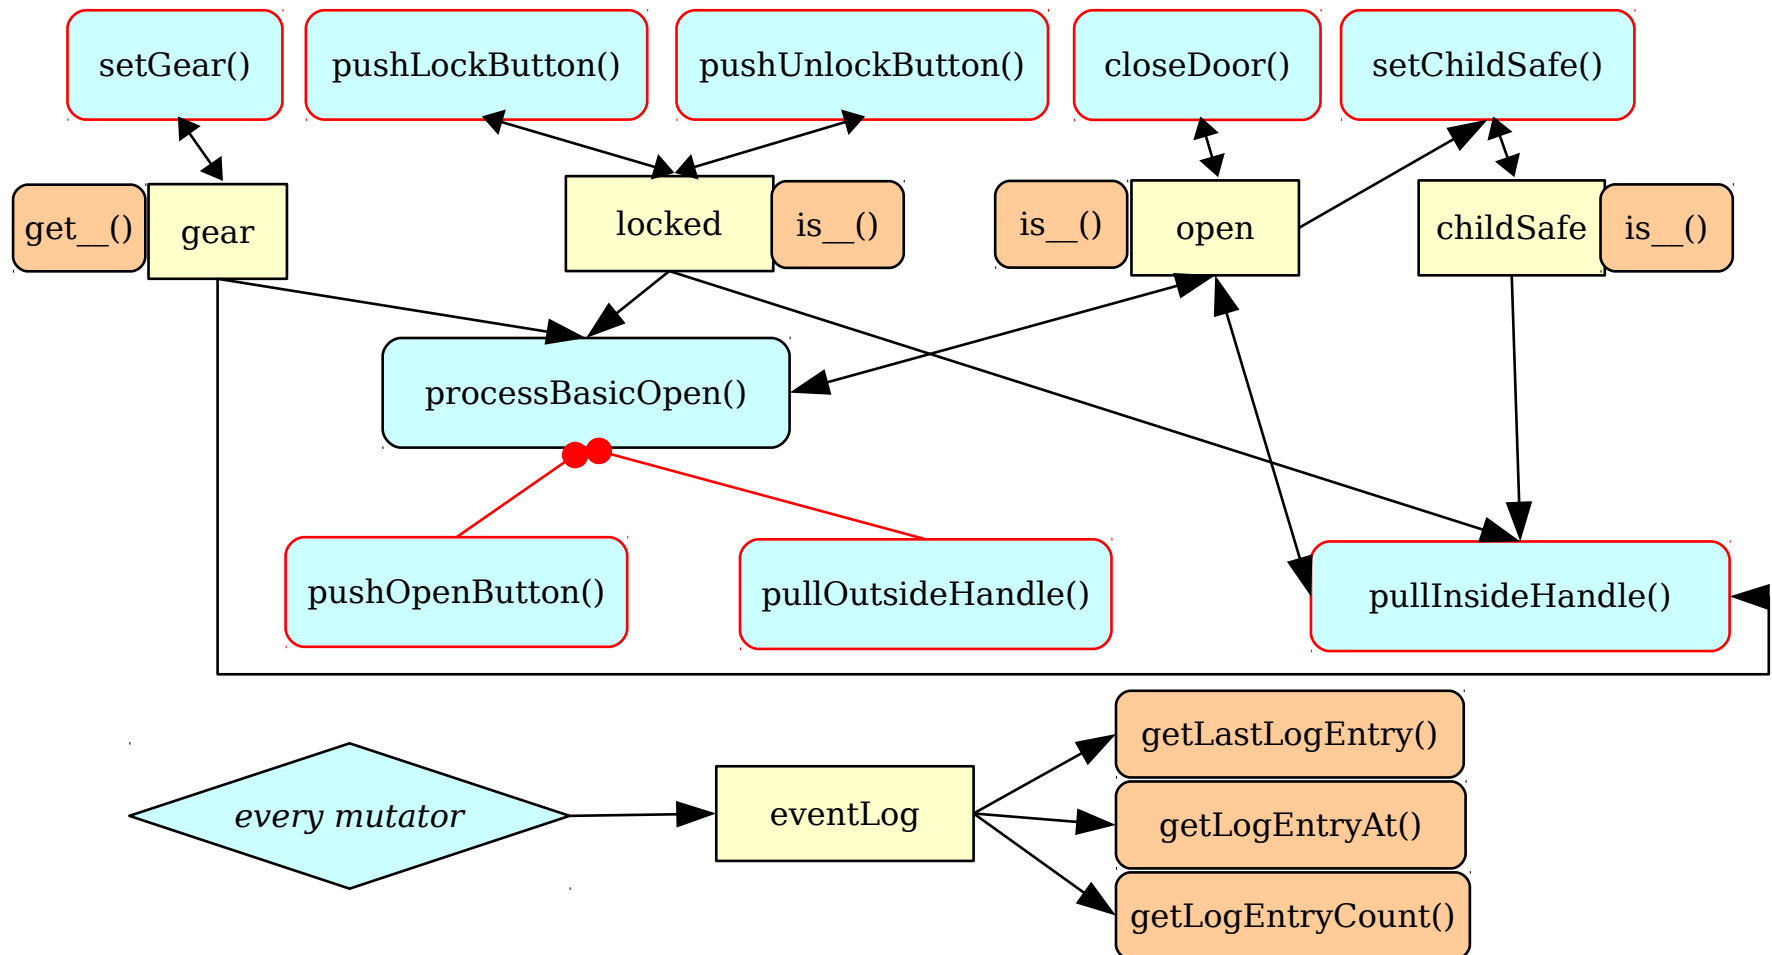 setGear()
pushLockButton()
pushUnlockButton()
closeDoor()
setChildSafe()
get__()
gear
locked
is__()
is__()
open
childSafe
is__()
processBasicOpen()
pushOpenButton()
pullOutsideHandle()
pullInsideHandle()
every mutator
eventLog
getLastLogEntry()
getLogEntryAt()
getLogEntryCount()